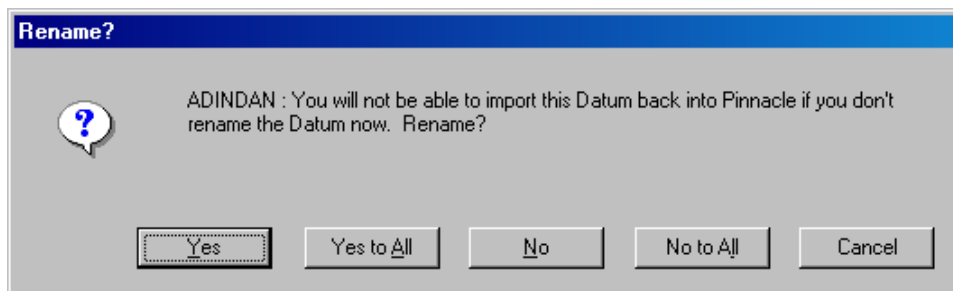 Rename?
ADINDAN : You will not be able to import this Datum back into Pinnacle if you don't
rename the Datum now. Rename?
Yes
Yes to All
No
No to All
Cancel